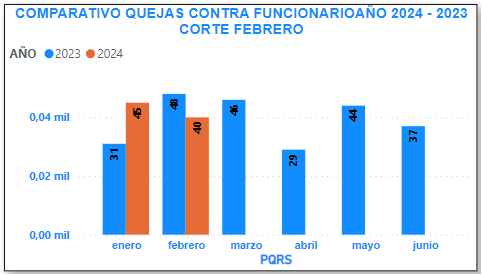 COMPARATIVO QUEJAS CONTRA FUNCIONARIOAÑO 2024 - 2023
CORTE FEBRERO
AÑO 2023 2024
0,04 mil
0,02 mil
0,00 mil
31 45 48 40 46 29 44 37
enero febrero marzo abril mayo junio
PQRS